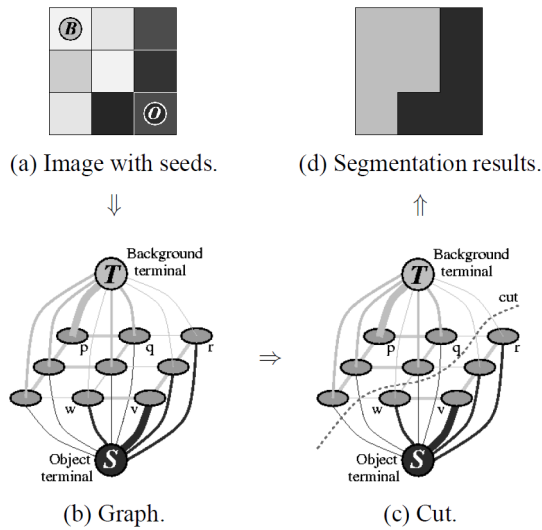 B
O
(a) Image with seeds.
(d) Segmentation results.
⇓
⇑
Background
terminal
T
p
q
r
w
v
S
Object
terminal
(b) Graph.
⇒
Background
terminal
T
cut
p
q
r
w
v
S
Object
terminal
(c) Cut.